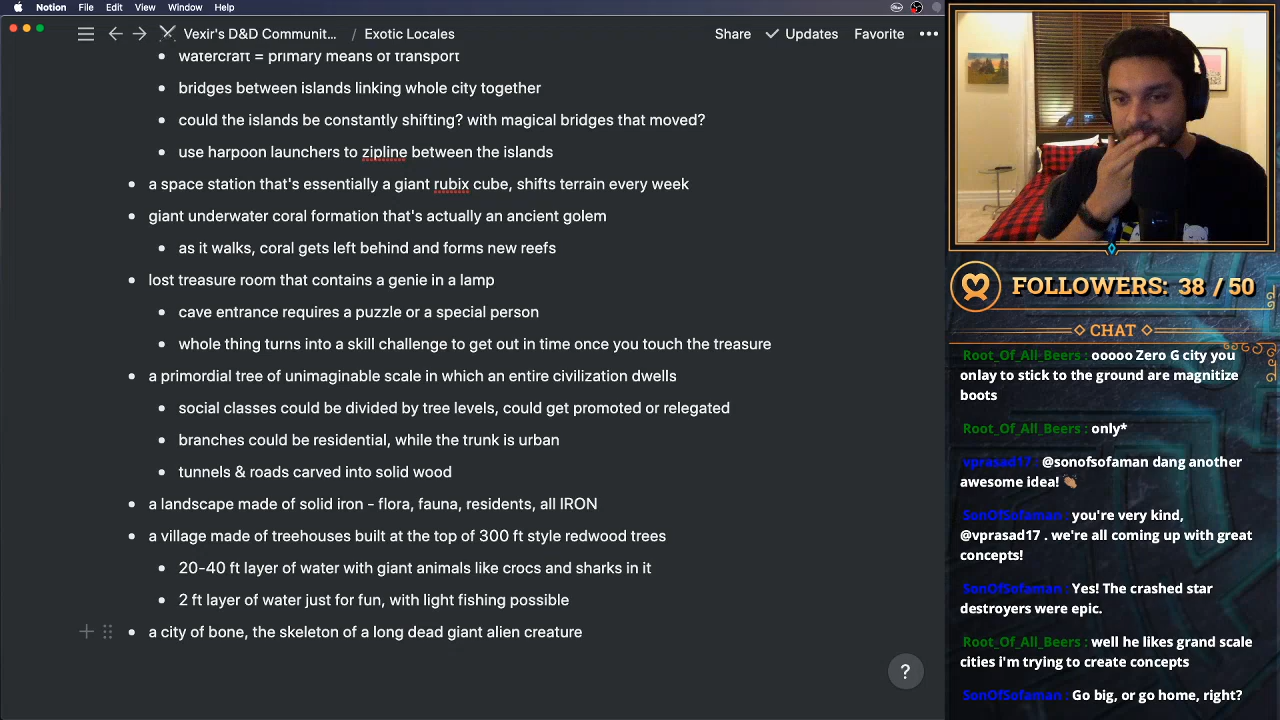 Notion File Edit View Window Help
Vexir's D&D Communit... / Exotic Locales Share Updates Favorite
watercraft = primary means of transport
bridges between islands linking whole city together
could the islands be constantly shifting? with magical bridges that moved?
use harpoon launchers to zipline between the islands
a space station that's essentially a giant rubix cube, shifts terrain every week
giant underwater coral formation that's actually an ancient golem
as it walks, coral gets left behind and forms new reefs
lost treasure room that contains a genie in a lamp
cave entrance requires a puzzle or a special person
whole thing turns into a skill challenge to get out in time once you touch the treasure
a primordial tree of unimaginable scale in which an entire civilization dwells
social classes could be divided by tree levels, could get promoted or relegated
branches could be residential, while the trunk is urban
tunnels & roads carved into solid wood
a landscape made of solid iron - flora, fauna, residents, all IRON
a village made of treehouses built at the top of 300 ft style redwood trees
20-40 ft layer of water with giant animals like crocs and sharks in it
2 ft layer of water just for fun, with light fishing possible
a city of bone, the skeleton of a long dead giant alien creature
?
FOLLOWERS: 38 / 50
CHAT
Root_Of_All_Beers : ooooo Zero G city you
onlay to stick to the ground are magnitize
boots
Root_Of_All_Beers : only*
vprasad17 : @sonofsofaman dang another
awesome idea! 👏🏽
SonOfSofaman : you're very kind,
@vprasad17 . we're all coming up with great
concepts!
SonOfSofaman : Yes! The crashed star
destroyers were epic.
Root_Of_All_Beers : well he likes grand scale
cities i'm trying to create concepts
SonOfSofaman : Go big, or go home, right?